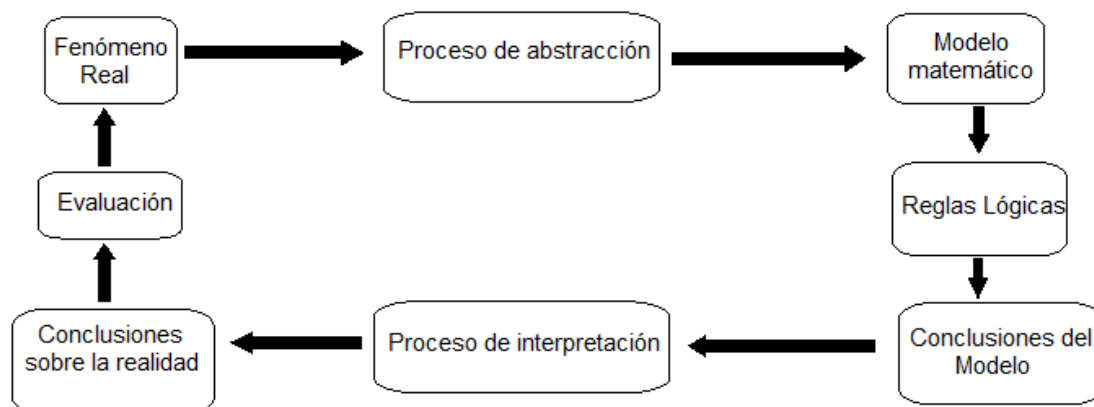 Fenómeno
Real
Proceso de abstracción
Modelo
matemático
Reglas Lógicas
Conclusiones del
Modelo
Proceso de interpretación
Conclusiones
sobre la realidad
Evaluación